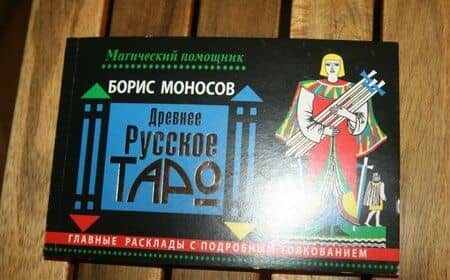 Магический помощник
БОРИС МОНОСОВ
Древнее
Русское
ТАРО
ГЛАВНЫЕ РАСКЛАДЫ С ПОДРОБНЫМ ТОЛКОВАНИЕМ